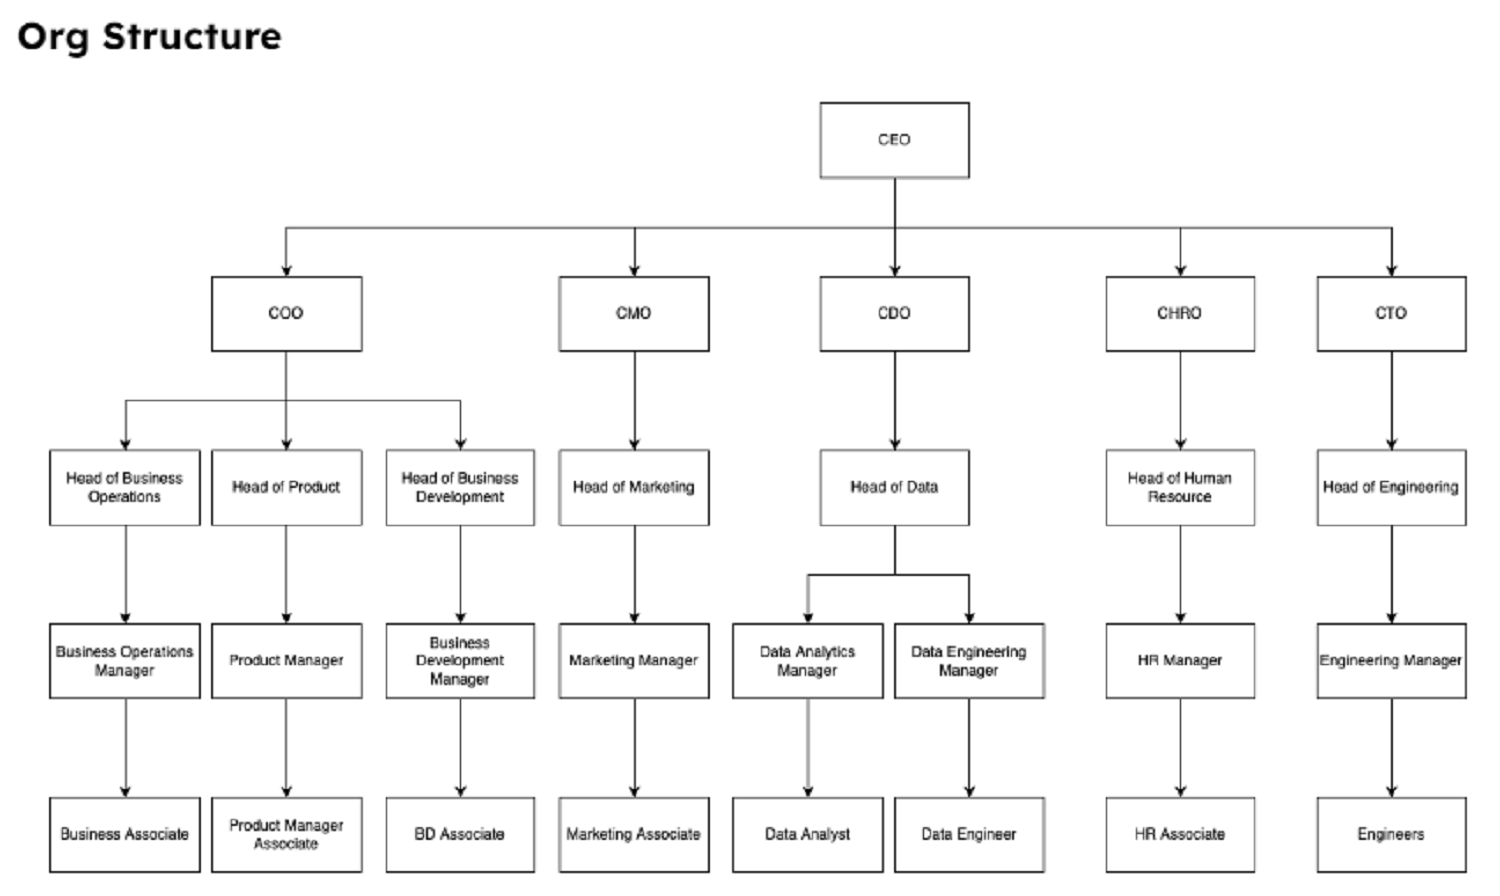 Org Structure
CEO
COO
CMO
CDO
CHRO
CTO
Head of Business
Operations
Head of Product
Head of Business
Development
Head of Marketing
Head of Data
Head of Human
Resource
Head of Engineering
Business Operations
Manager
Product Manager
Business
Development
Manager
Marketing Manager
Data Analytics
Manager
Data Engineering
Manager
HR Manager
Engineering Manager
Business Associate
Product Manager
Associate
BD Associate
Marketing Associate
Data Analyst
Data Engineer
HR Associate
Engineers